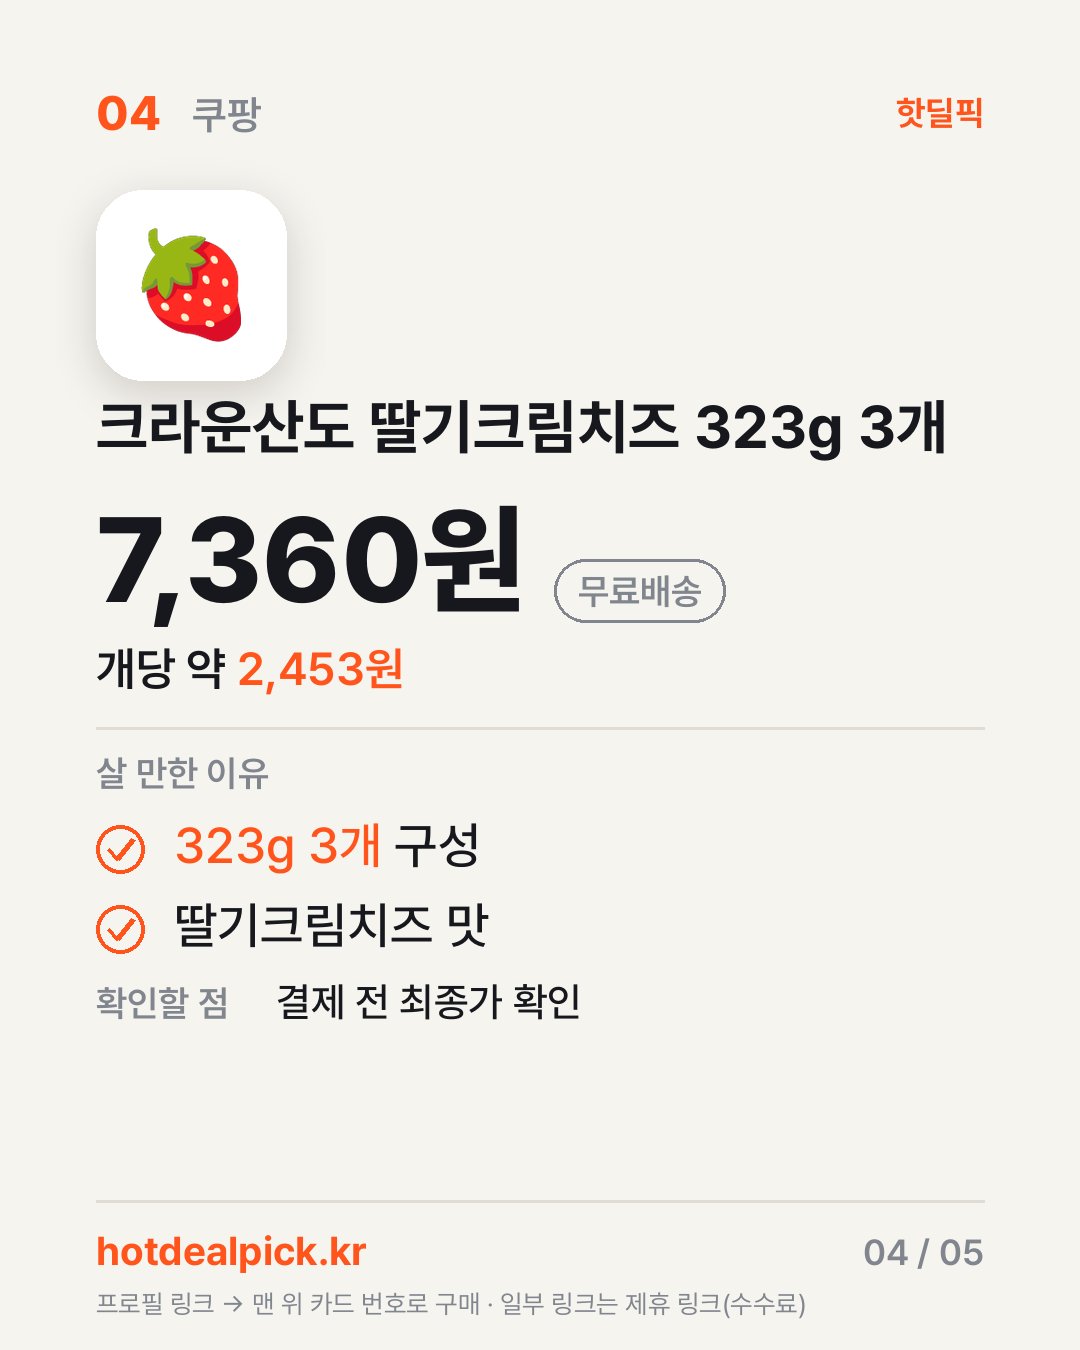 04 쿠팡 핫딜픽
크라운산도 딸기크림치즈 323g 3개
7,360원 무료배송
개당 약 2,453원
살 만한 이유
323g 3개 구성
딸기크림치즈 맛
확인할 점 결제 전 최종가 확인
hotdealpick.kr 04 / 05
프로필 링크 → 맨 위 카드 번호로 구매 · 일부 링크는 제휴 링크(수수료)